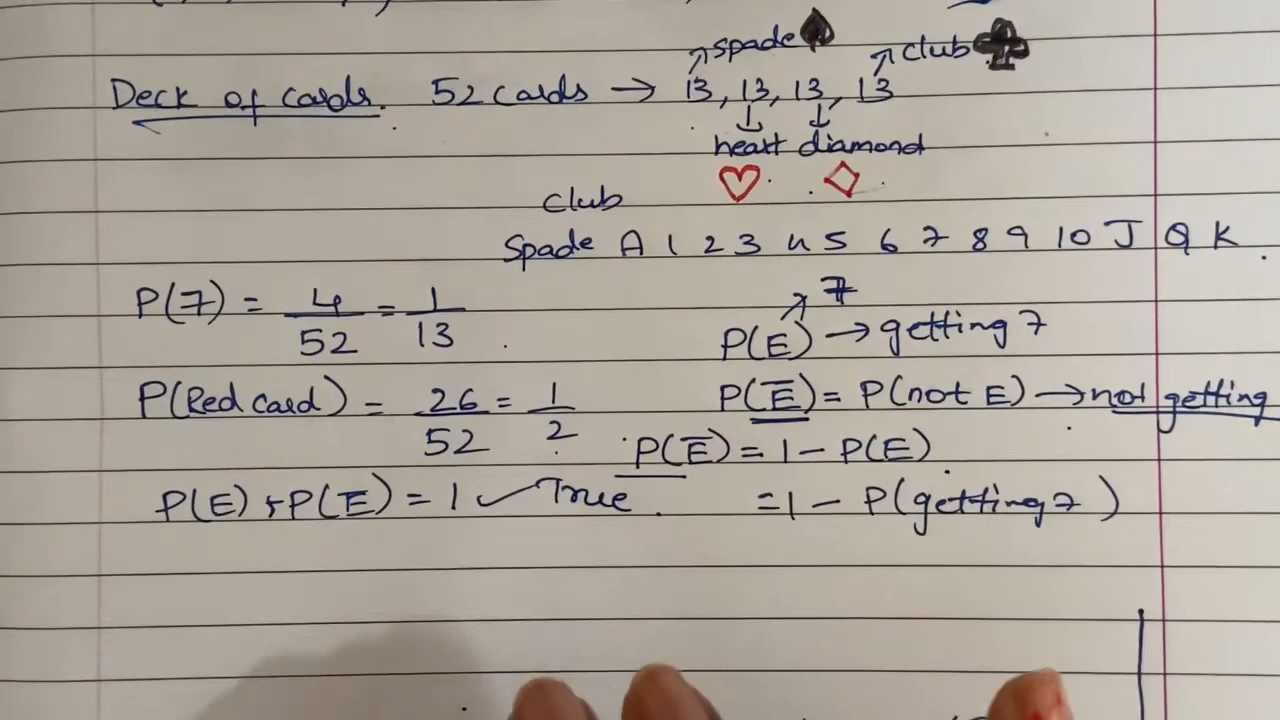 spade ♠ club ♣
Deck of cards. 52 cards → 13, 13, 13, 13
heart diamond
♡ ◇
club
Spade A 1 2 3 4 5 6 7 8 9 10 J Q K
P(7) = 4/52 = 1/13
7
P(E) → getting 7
P(Red card) = 26/52 = 1/2
P(E̅) = P(not E) → not getting
P(E̅) = 1 − P(E)
P(E) + P(E̅) = 1 ✓ True
= 1 − P(getting 7)